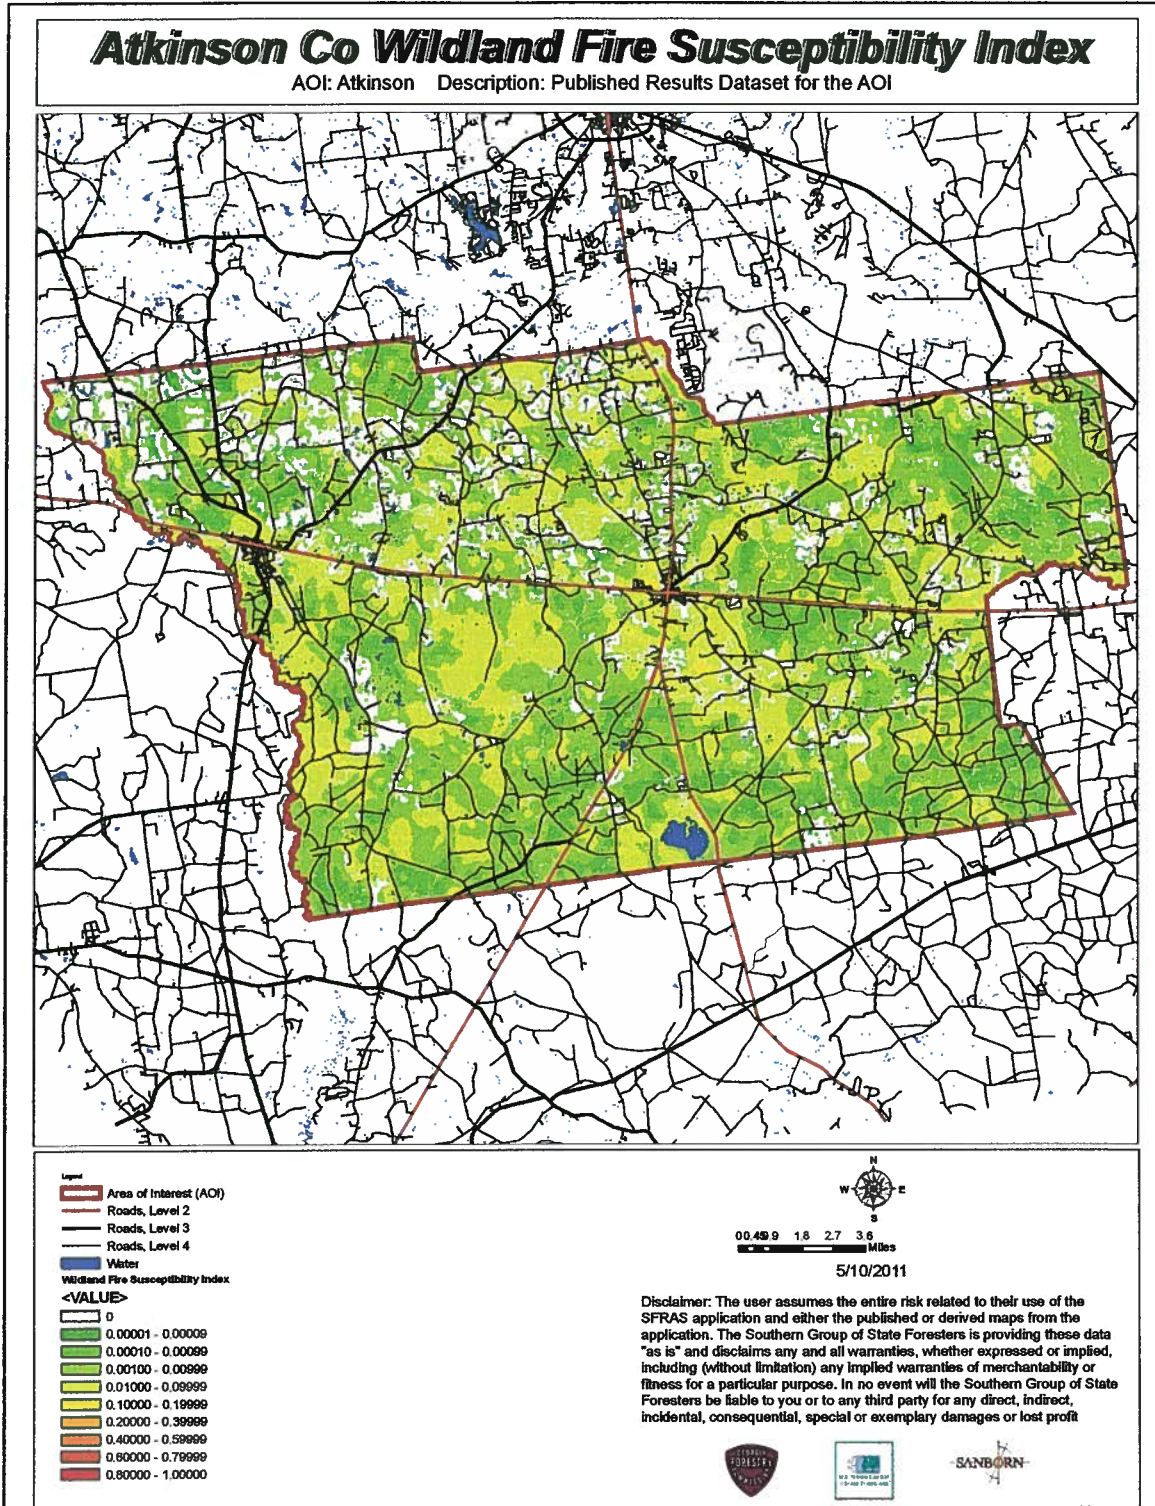 Atkinson Co Wildland Fire Susceptibility Index
AOI: Atkinson Description: Published Results Dataset for the AOI
Legend
Area of Interest (AOI)
Roads, Level 2
Roads, Level 3
Roads, Level 4
Water
Wildland Fire Susceptibility Index
<VALUE>
0
0.00001 - 0.00009
0.00010 - 0.00099
0.00100 - 0.00999
0.01000 - 0.09999
0.10000 - 0.19999
0.20000 - 0.39999
0.40000 - 0.59999
0.60000 - 0.79999
0.80000 - 1.00000
N
W E
S
0 0.45 0.9 1.8 2.7 3.6
Miles
5/10/2011
Disclaimer: The user assumes the entire risk related to their use of the
SFRAS application and either the published or derived maps from the
application. The Southern Group of State Foresters is providing these data
"as is" and disclaims any and all warranties, whether expressed or implied,
including (without limitation) any implied warranties of merchantability or
fitness for a particular purpose. In no event will the Southern Group of State
Foresters be liable to you or to any third party for any direct, indirect,
incidental, consequential, special or exemplary damages or lost profit
GEORGIA
FORESTRY
COMMISSION
SANBORN